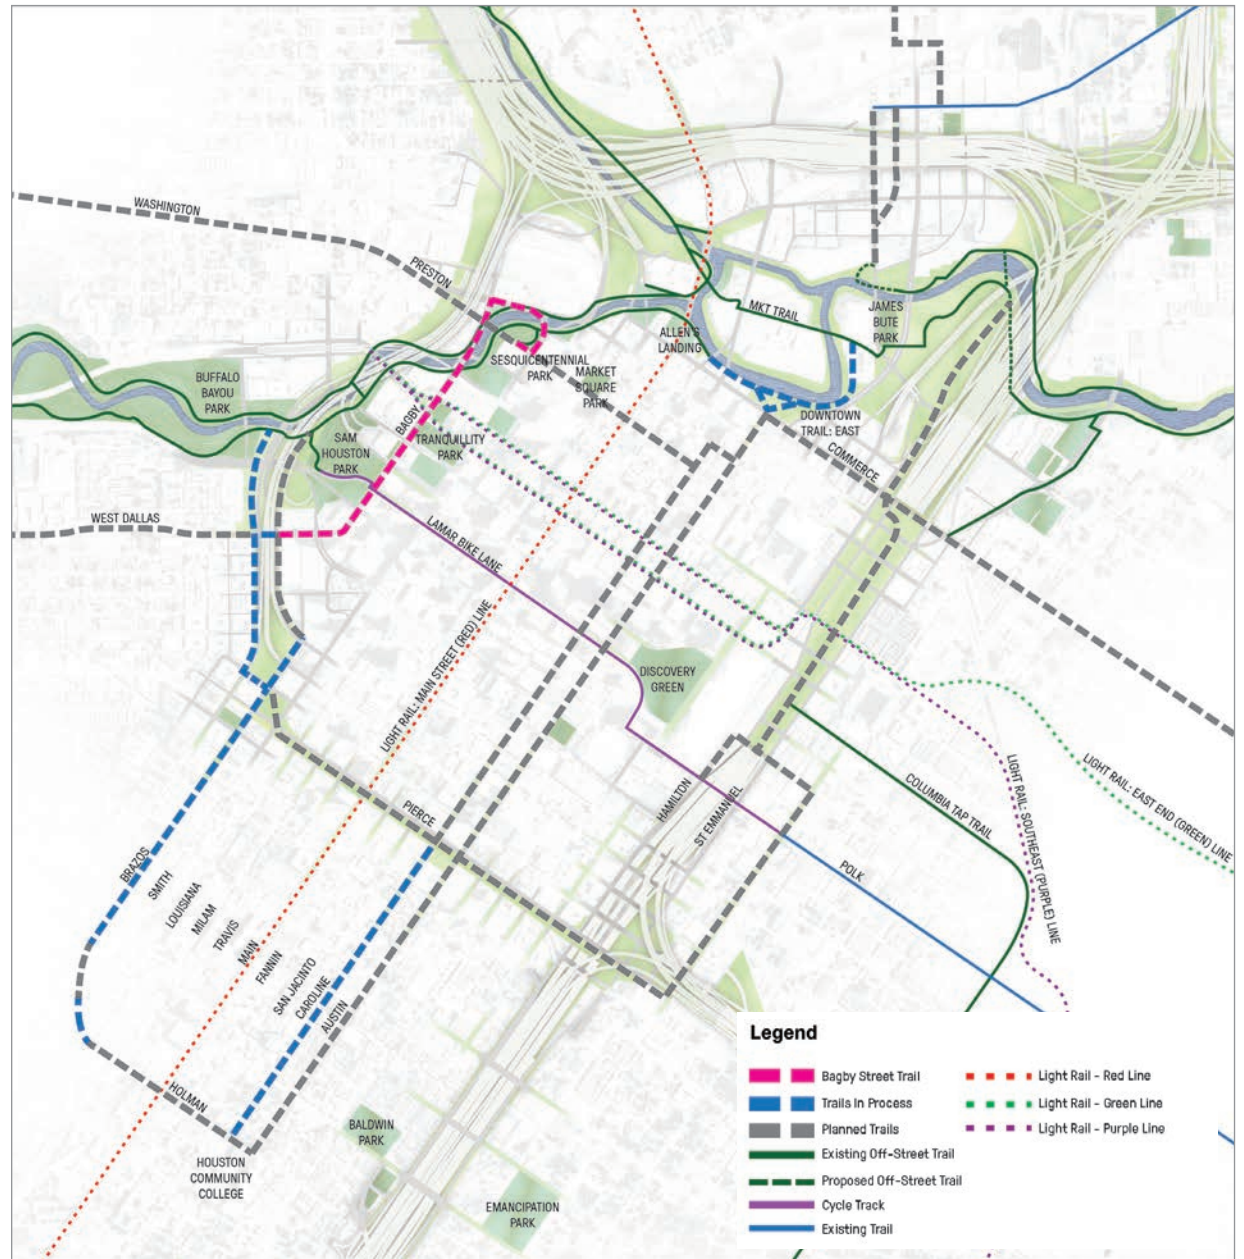 WASHINGTON
PRESTON
MKT TRAIL
JAMES
BUTE
PARK
ALLEN'S
LANDING
SESQUICENTENNIAL
PARK
MARKET
SQUARE
PARK
BUFFALO
BAYOU
PARK
BAGBY
SAM
HOUSTON
PARK
TRANQUILLITY
PARK
DOWNTOWN
TRAIL: EAST
COMMERCE
WEST DALLAS
LAMAR BIKE LANE
LIGHT RAIL: MAIN STREET (RED) LINE
DISCOVERY
GREEN
HAMILTON
ST EMMANUEL
COLUMBIA TAP TRAIL
LIGHT RAIL: SOUTHEAST (PURPLE) LINE
LIGHT RAIL: EAST END (GREEN) LINE
PIERCE
POLK
BRAZOS
SMITH
LOUISIANA
MILAM
TRAVIS
MAIN
FANNIN
SAN JACINTO
CAROLINE
AUSTIN
HOLMAN
HOUSTON
COMMUNITY
COLLEGE
BALDWIN
PARK
EMANCIPATION
PARK
Legend
Bagby Street Trail
Trails In Process
Planned Trails
Existing Off-Street Trail
Proposed Off-Street Trail
Cycle Track
Existing Trail
Light Rail - Red Line
Light Rail - Green Line
Light Rail - Purple Line